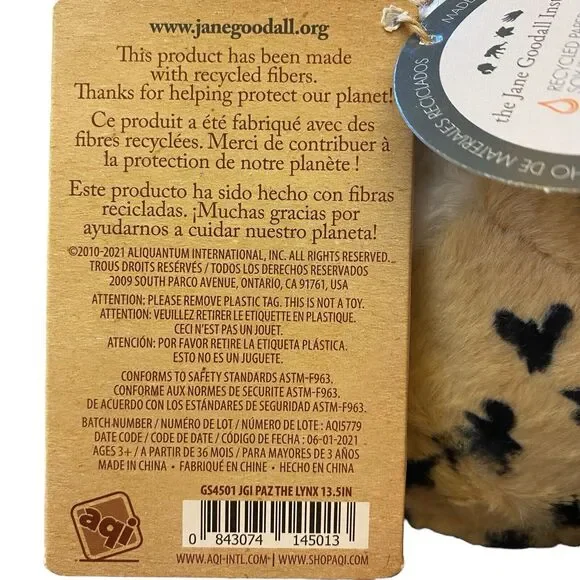 www.janegoodall.org
This product has been made
with recycled fibers.
Thanks for helping protect our planet!
Ce produit a été fabriqué avec des
fibres recyclées. Merci de contribuer à
la protection de notre planète !
Este producto ha sido hecho con fibras
recicladas. ¡Muchas gracias por
ayudarnos a cuidar nuestro planeta!
©2010-2021 ALIQUANTUM INTERNATIONAL, INC. ALL RIGHTS RESERVED.
TROUS DROITS RESÉRVÉS / TODOS LOS DERECHOS RESERVADOS
2009 SOUTH PARCO AVENUE, ONTARIO, CA 91761, USA
ATTENTION: PLEASE REMOVE PLASTIC TAG. THIS IS NOT A TOY.
ATTENTION: VEUILLEZ RETIRER LE ETIQUETTE EN PLASTIQUE.
CECI N'EST PAS UN JOUET.
ATENCIÓN: POR FAVOR RETIRE LA ETIQUETA PLÁSTICA.
ESTO NO ES UN JUGUETE.
CONFORMS TO SAFETY STANDARDS ASTM-F963.
CONFORME AUX NORMES DE SECURITE ASTM-F963.
DE ACUERDO CON LOS ESTÁNDARES DE SEGURIDAD ASTM-F963.
BATCH NUMBER / NUMÉRO DE LOT / NÚMERO DE LOTE : AQI5779
DATE CODE / CODE DE DATE / CÓDIGO DE FECHA : 06-01-2021
AGES 3+ / A PARTIR DE 36 MOIS / PARA MAYORES DE 3 AÑOS
MADE IN CHINA • FABRIQUÉ EN CHINE • HECHO EN CHINA
GS4501 JGI PAZ THE LYNX 13.5IN
aqi
0 843074 145013
WWW.AQI-INTL.COM | WWW.SHOPAQI.COM
MADE
the Jane Goodall Inst
RECYCLED
HO DE MATERIALES RECICLADOS